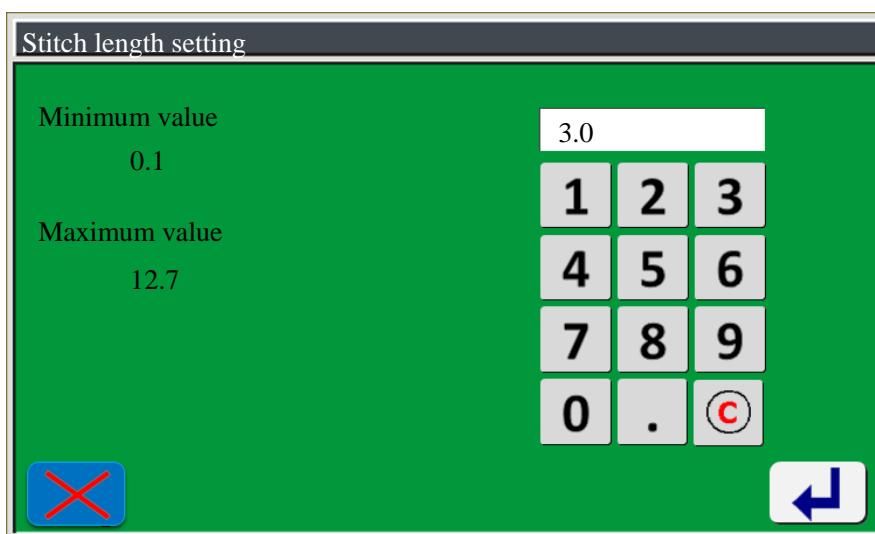 Stitch length setting
Minimum value
0.1
Maximum value
12.7
3.0
1 2 3
4 5 6
7 8 9
0 . C